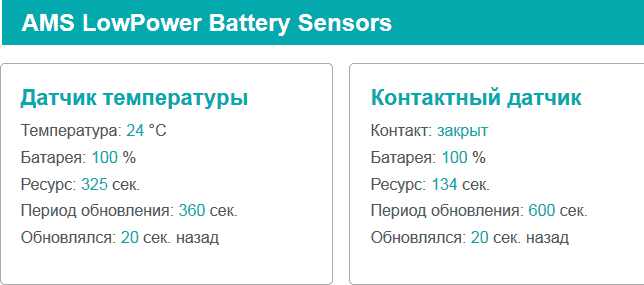 AMS LowPower Battery Sensors
Датчик температуры
Температура: 24 °C
Батарея: 100 %
Ресурс: 325 сек.
Период обновления: 360 сек.
Обновлялся: 20 сек. назад
Контактный датчик
Контакт: закрыт
Батарея: 100 %
Ресурс: 134 сек.
Период обновления: 600 сек.
Обновлялся: 20 сек. назад